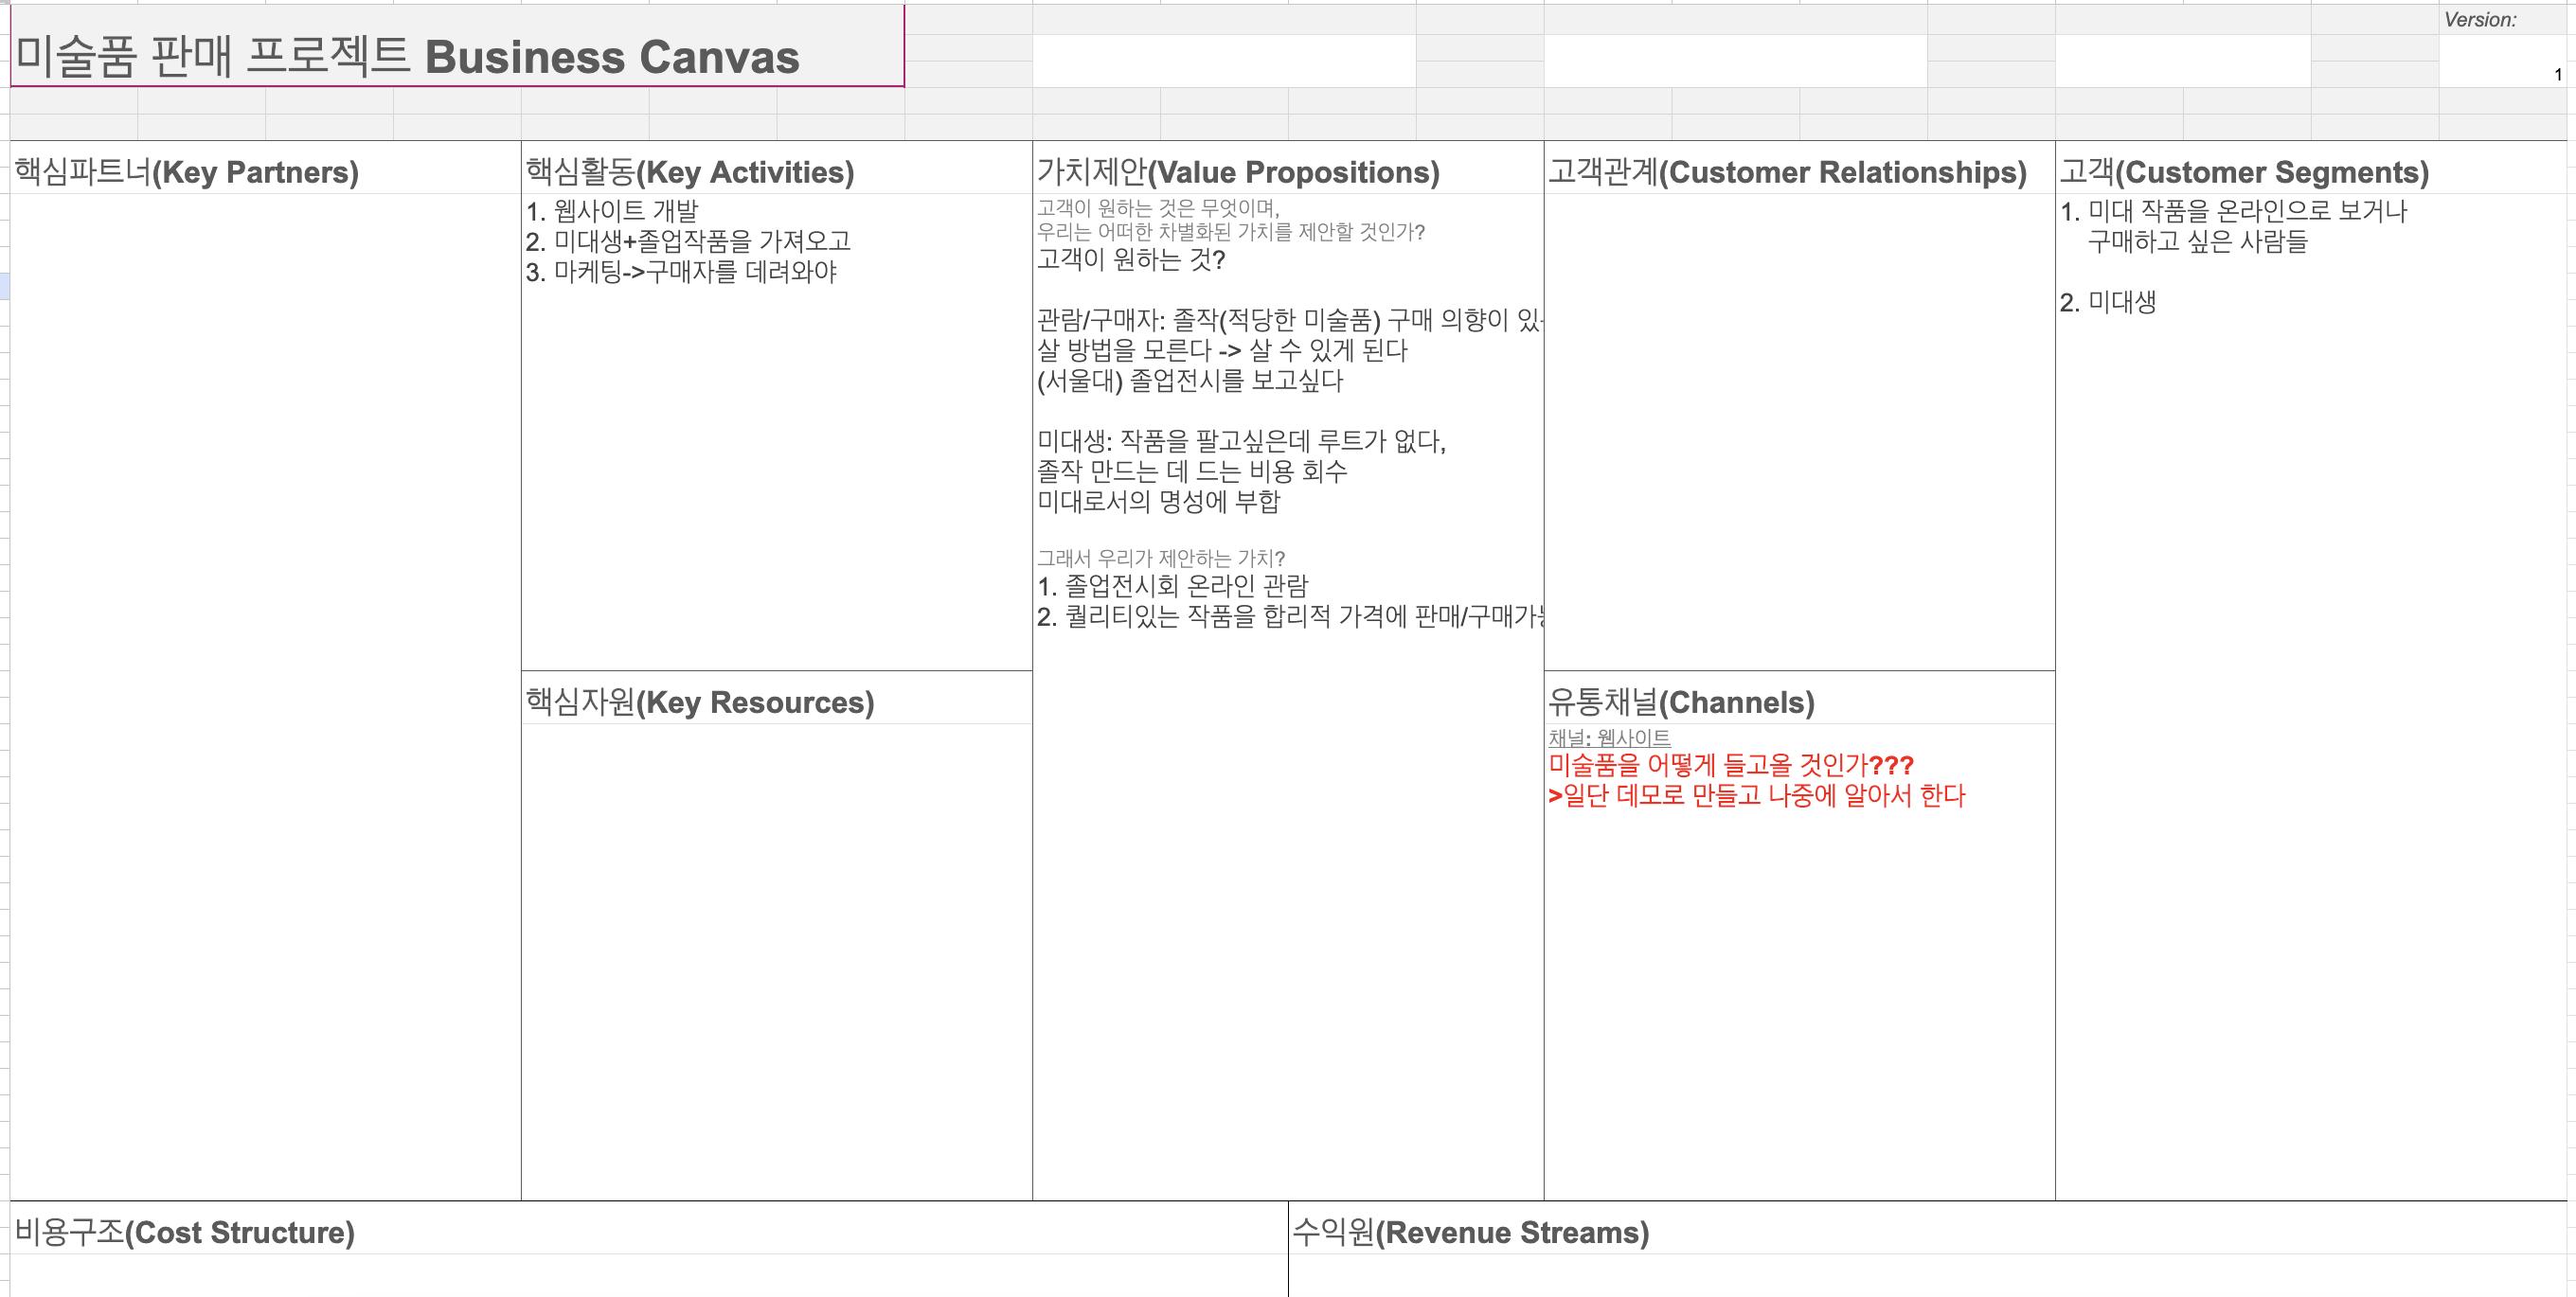 Version:
미술품 판매 프로젝트 Business Canvas
1
핵심파트너(Key Partners)
핵심활동(Key Activities)
1. 웹사이트 개발
2. 미대생+졸업작품을 가져오고
3. 마케팅->구매자를 데려와야
핵심자원(Key Resources)
가치제안(Value Propositions)
고객이 원하는 것은 무엇이며,
우리는 어떠한 차별화된 가치를 제안할 것인가?
고객이 원하는 것?
관람/구매자: 졸작(적당한 미술품) 구매 의향이
살 방법을 모른다 -> 살 수 있게 된다
(서울대) 졸업전시를 보고싶다
미대생: 작품을 팔고싶은데 루트가 없다,
졸작 만드는 데 드는 비용 회수
미대로서의 명성에 부합
그래서 우리가 제안하는 가치?
1. 졸업전시회 온라인 관람
2. 퀄리티있는 작품을 합리적 가격에
고객관계(Customer Relationships)
유통채널(Channels)
채널: 웹사이트
미술품을 어떻게 들고올 것인가???
>일단 데모로 만들고 나중에 알아서 한다
고객(Customer Segments)
1. 미대 작품을 온라인으로 보거나
구매하고 싶은 사람들
2. 미대생
비용구조(Cost Structure)
수익원(Revenue Streams)